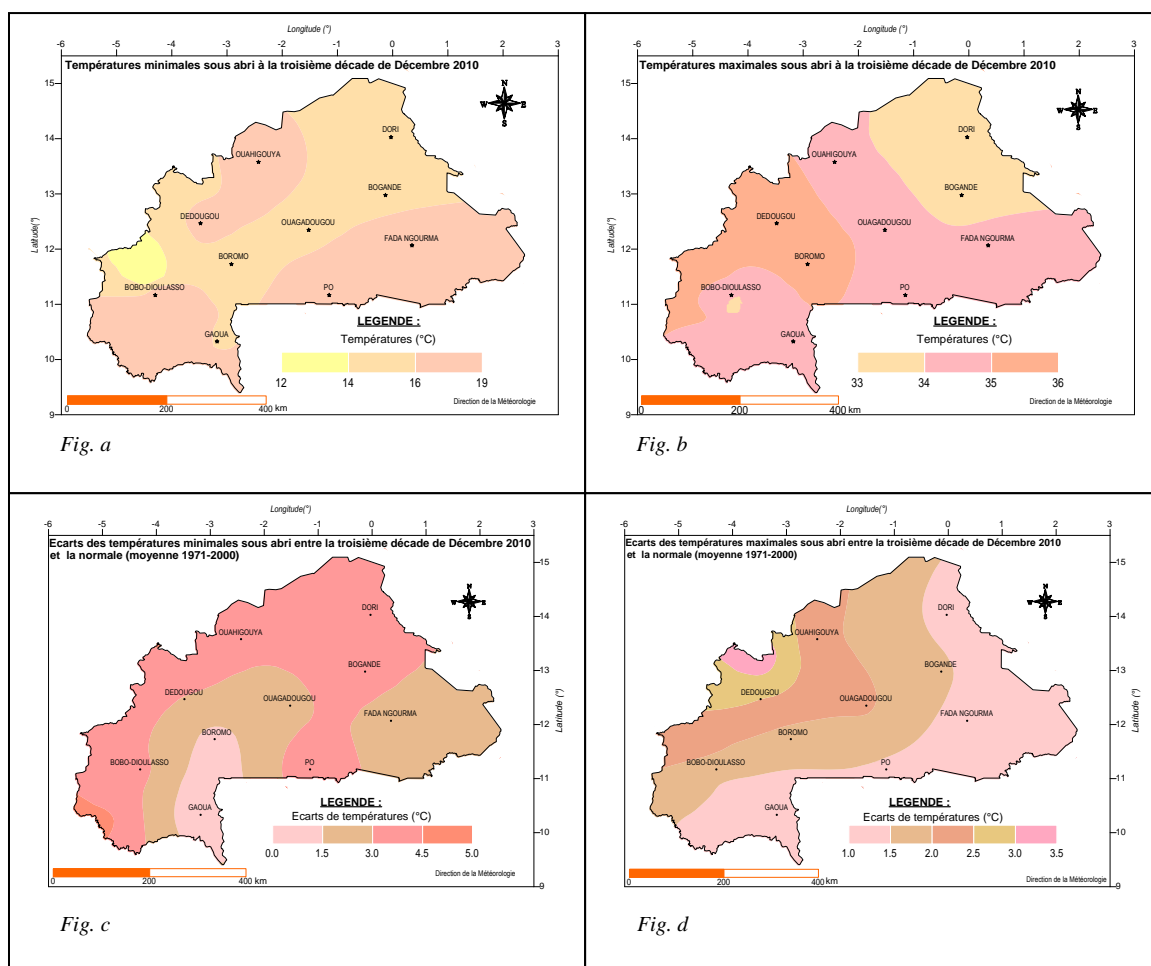 Longitude (°)
-6 -5 -4 -3 -2 -1 0 1 2 3
Températures minimales sous abri à la troisième décade de Décembre 2010
15
14
13
12
11
10
9
Latitude(°)
N
W E
S
DORI
OUAHIGOUYA
BOGANDE
DEDOUGOU
OUAGADOUGOU
FADA NGOURMA
BOROMO
BOBO-DIOULASSO
PO
GAOUA
LEGENDE :
Températures (°C)
12 14 16 19
0 200 400 km
Direction de la Météorologie
Fig. a
Longitude (°)
-6 -5 -4 -3 -2 -1 0 1 2 3
Températures maximales sous abri à la troisième décade de Décembre 2010
15
14
13
12
11
10
9
Latitude(°)
N
W E
S
DORI
OUAHIGOUYA
BOGANDE
DEDOUGOU
OUAGADOUGOU
FADA NGOURMA
BOROMO
BOBO-DIOULASSO
PO
GAOUA
LEGENDE :
Températures (°C)
33 34 35 36
0 200 400 km
Direction de la Météorologie
Fig. b
Longitude(°)
-6 -5 -4 -3 -2 -1 0 1 2 3
Ecarts des températures minimales sous abri entre la troisième décade de Décembre 2010
et la normale (moyenne 1971-2000)
15
14
13
12
11
10
9
Latitude (°)
N
W E
S
DORI
OUAHIGOUYA
BOGANDE
DEDOUGOU
OUAGADOUGOU
FADA NGOURMA
BOROMO
BOBO-DIOULASSO
PO
GAOUA
LEGENDE :
Ecarts de températures (°C)
0.0 1.5 3.0 4.5 5.0
0 200 400 km
Direction de la Météorologie
Fig. c
Longitude(°)
-6 -5 -4 -3 -2 -1 0 1 2 3
Ecarts des températures maximales sous abri entre la troisième décade de Décembre 2010
et la normale (moyenne 1971-2000)
15
14
13
12
11
10
9
Latitude (°)
N
W E
S
DORI
OUAHIGOUYA
BOGANDE
DEDOUGOU
OUAGADOUGOU
FADA NGOURMA
BOROMO
BOBO-DIOULASSO
PO
GAOUA
LEGENDE :
Ecarts de températures (°C)
1.0 1.5 2.0 2.5 3.0 3.5
0 200 400 km
Direction de la Météorologie
Fig. d